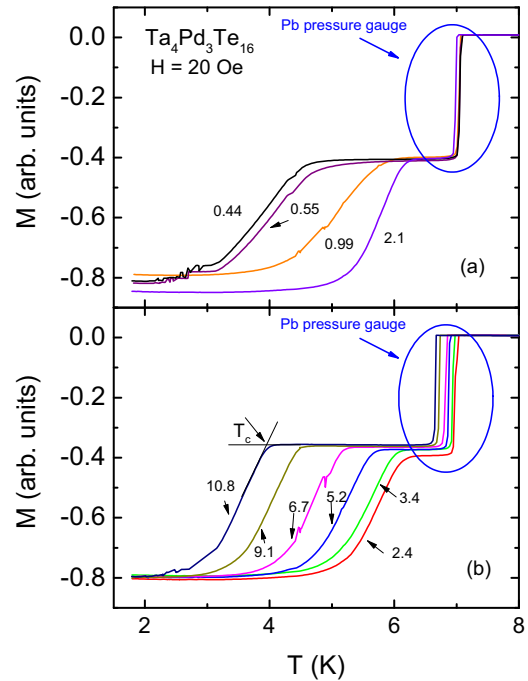 Ta₄Pd₃Te₁₆
H = 20 Oe
Pb pressure gauge
0.0
-0.2
-0.4
-0.6
-0.8
M (arb. units)
0.44
0.55
0.99
2.1
(a)
Pb pressure gauge
0.0
-0.2
-0.4
-0.6
-0.8
M (arb. units)
T_c
10.8
9.1
6.7
5.2
3.4
2.4
(b)
2
4
6
8
T (K)